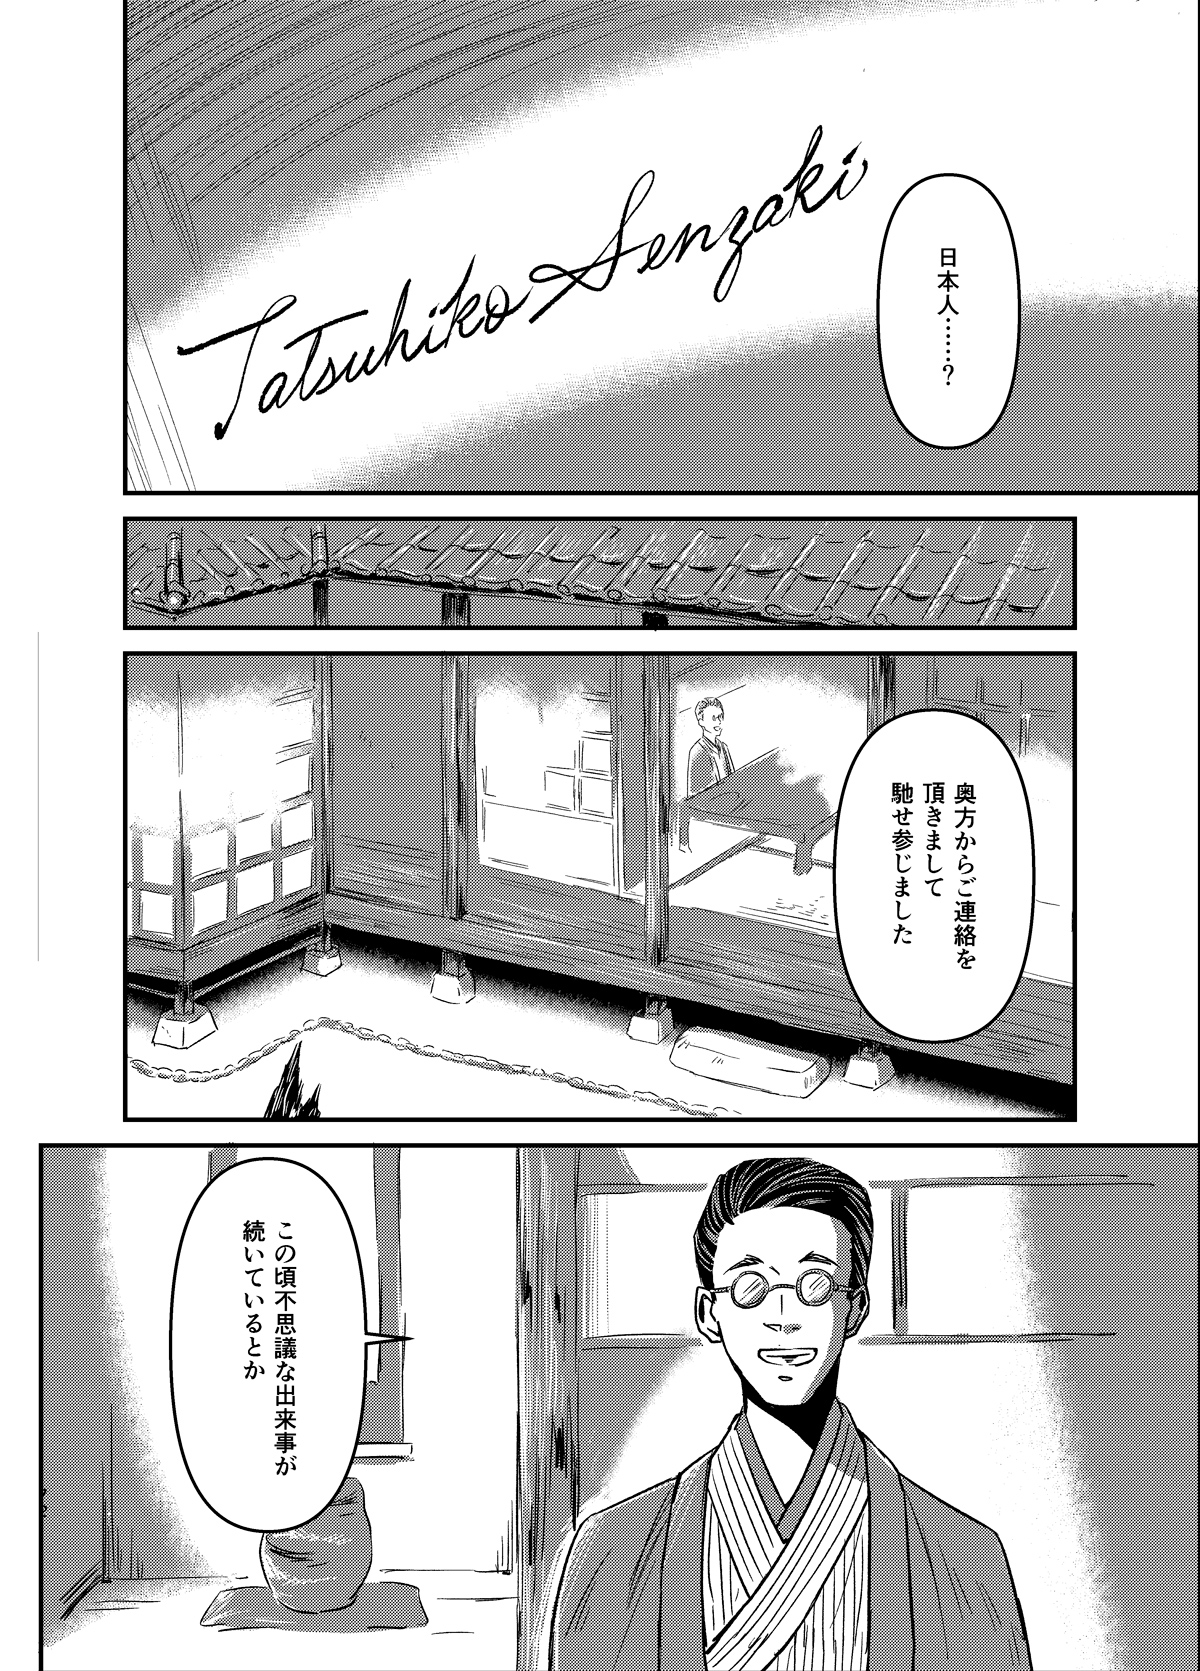 日本人……？
Tatsuhiko Senzaki
奥方からご連絡を
頂きまして
馳せ参じました
この頃不思議な出来事が
続いているとか